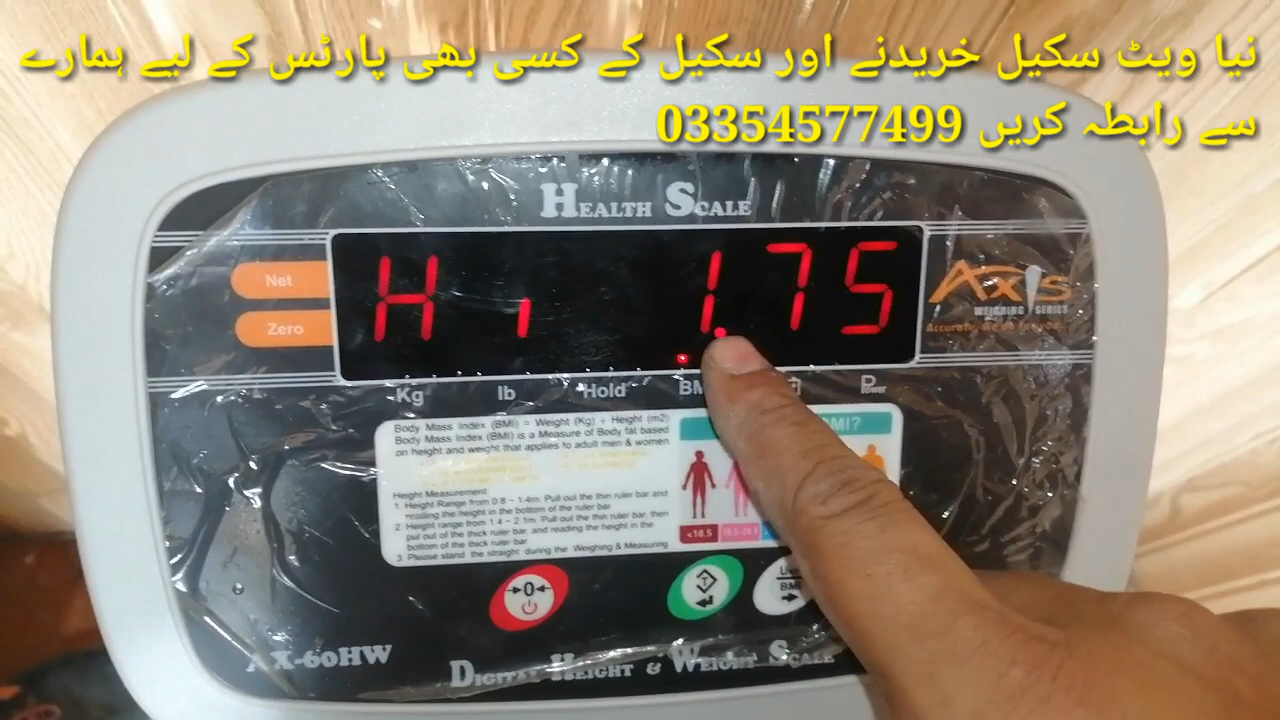 نیا ویٹ سکیل خریدنے اور سکیل کے کسی بھی پارٹس کے لیے ہمارے
سے رابطہ کریں 03354577499
HEALTH SCALE
Net
Zero
Hi 1.75
AXIS
WEIGHING SERIES
Kg lb Hold BM Power
Body Mass Index (BMI) = Weight (Kg) ÷ Height (m2)
Body Mass Index (BMI) is a Measure of Body fat based
on height and weight that applies to adult men & women
BMI?
Height Measurement:
1 Height Range from 0.8 ~ 1.4m. Pull out the thin ruler bar and
reading the height in the bottom of the ruler bar
2 Height range from 1.4 ~ 2.1m. Pull out the thin ruler bar, then
pul out of the thick ruler bar, and reading the height in the
bottom of the thick ruler bar
3. Please stand the straight during the Weighing & Measuring
<18.5
→0←
T
BM
AX-60HW
DIGITAL HEIGHT & WEIGHT SCALE